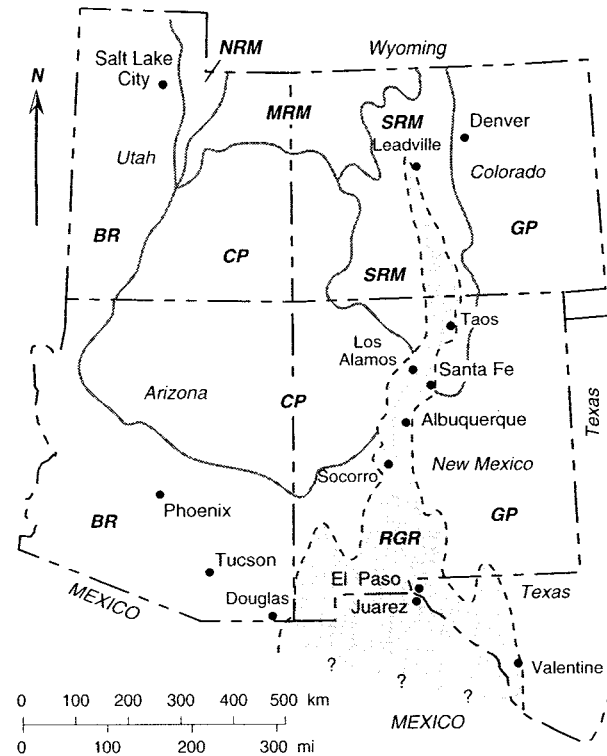 NRM
Wyoming
Salt Lake
City
N
MRM
SRM
Denver
Leadville
Utah
Colorado
BR
CP
GP
SRM
Taos
Los
Alamos
Santa Fe
Arizona
CP
Albuquerque
Texas
Socorro
New Mexico
Phoenix
BR
RGR
GP
Tucson
El Paso
Texas
MEXICO
Douglas
Juarez
?
Valentine
?
?
0 100 200 300 400 500 km
MEXICO
0 100 200 300 mi